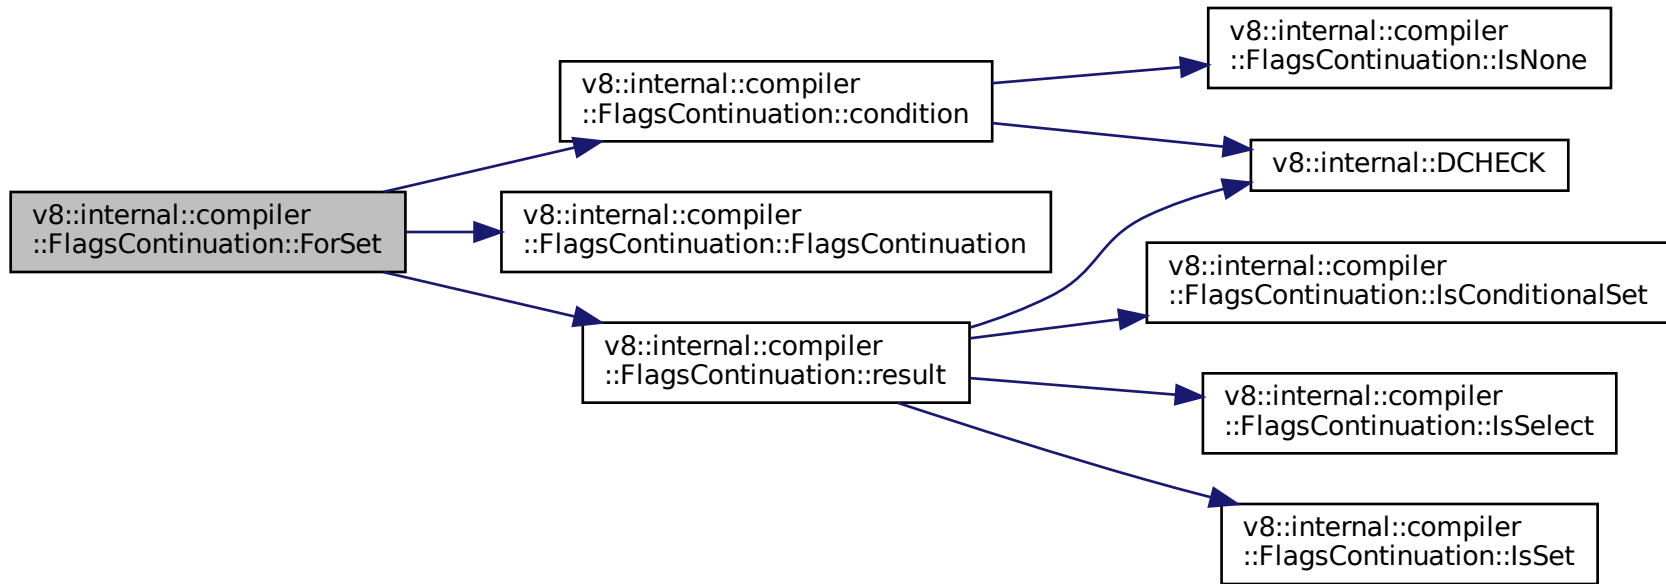 v8::internal::compiler
::FlagsContinuation::ForSet
v8::internal::compiler
::FlagsContinuation::condition
v8::internal::compiler
::FlagsContinuation::FlagsContinuation
v8::internal::compiler
::FlagsContinuation::result
v8::internal::compiler
::FlagsContinuation::IsNone
v8::internal::DCHECK
v8::internal::compiler
::FlagsContinuation::IsConditionalSet
v8::internal::compiler
::FlagsContinuation::IsSelect
v8::internal::compiler
::FlagsContinuation::IsSet